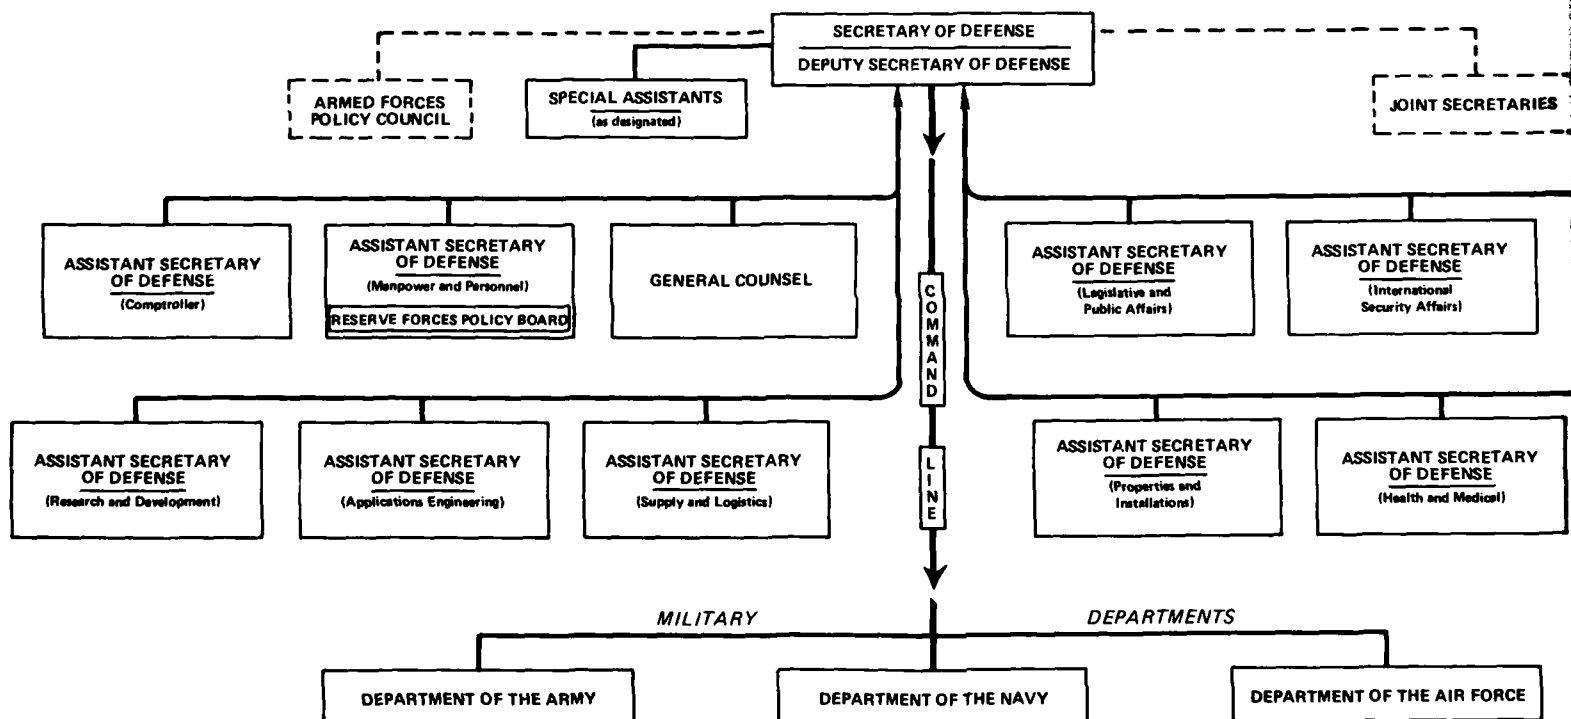 SECRETARY OF DEFENSE
DEPUTY SECRETARY OF DEFENSE
ARMED FORCES
POLICY COUNCIL
SPECIAL ASSISTANTS
(as designated)
JOINT SECRETARIES
ASSISTANT SECRETARY
OF DEFENSE
(Comptroller)
ASSISTANT SECRETARY
OF DEFENSE
(Manpower and Personnel)
RESERVE FORCES POLICY BOARD
GENERAL COUNSEL
ASSISTANT SECRETARY
OF DEFENSE
(Legislative and
Public Affairs)
ASSISTANT SECRETARY
OF DEFENSE
(International
Security Affairs)
COMMAND
LINE
ASSISTANT SECRETARY
OF DEFENSE
(Research and Development)
ASSISTANT SECRETARY
OF DEFENSE
(Applications Engineering)
ASSISTANT SECRETARY
OF DEFENSE
(Supply and Logistics)
ASSISTANT SECRETARY
OF DEFENSE
(Properties and
Installations)
ASSISTANT SECRETARY
OF DEFENSE
(Health and Medical)
MILITARY DEPARTMENTS
DEPARTMENT OF THE ARMY
DEPARTMENT OF THE NAVY
DEPARTMENT OF THE AIR FORCE